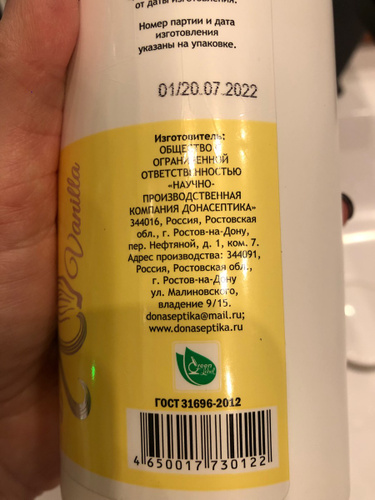 от даты изготовления.
Номер партии и дата
изготовления
указаны на упаковке.
01/20.07.2022
Vanilla
Изготовитель:
ОБЩЕСТВО С
ОГРАНИЧЕННОЙ
ОТВЕТСТВЕННОСТЬЮ
«НАУЧНО-
ПРОИЗВОДСТВЕННАЯ
КОМПАНИЯ ДОНАСЕПТИКА»
344016, Россия, Ростовская
обл., г. Ростов-на-Дону,
пер. Нефтяной, д. 1, ком. 7.
Адрес производства: 344091,
Россия, Ростовская обл.,
г. Ростов-на-Дону
ул. Малиновского,
владение 9/15.
donaseptika@mail.ru;
www.donaseptika.ru
Green
ГОСТ 31696-2012
4 650017 730122